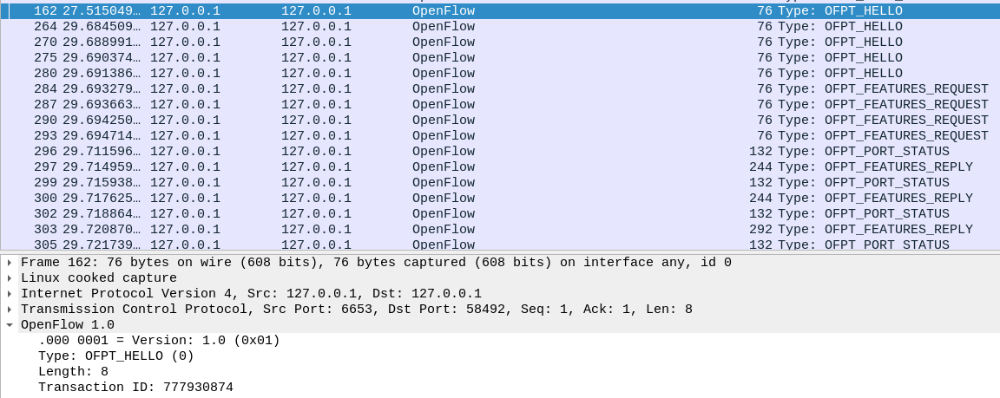 162 27.515049… 127.0.0.1 127.0.0.1 OpenFlow 76 Type: OFPT_HELLO
264 29.684509… 127.0.0.1 127.0.0.1 OpenFlow 76 Type: OFPT_HELLO
270 29.688991… 127.0.0.1 127.0.0.1 OpenFlow 76 Type: OFPT_HELLO
275 29.690374… 127.0.0.1 127.0.0.1 OpenFlow 76 Type: OFPT_HELLO
280 29.691386… 127.0.0.1 127.0.0.1 OpenFlow 76 Type: OFPT_HELLO
284 29.693279… 127.0.0.1 127.0.0.1 OpenFlow 76 Type: OFPT_FEATURES_REQUEST
287 29.693663… 127.0.0.1 127.0.0.1 OpenFlow 76 Type: OFPT_FEATURES_REQUEST
290 29.694250… 127.0.0.1 127.0.0.1 OpenFlow 76 Type: OFPT_FEATURES_REQUEST
293 29.694714… 127.0.0.1 127.0.0.1 OpenFlow 76 Type: OFPT_FEATURES_REQUEST
296 29.711596… 127.0.0.1 127.0.0.1 OpenFlow 132 Type: OFPT_PORT_STATUS
297 29.714959… 127.0.0.1 127.0.0.1 OpenFlow 244 Type: OFPT_FEATURES_REPLY
299 29.715938… 127.0.0.1 127.0.0.1 OpenFlow 132 Type: OFPT_PORT_STATUS
300 29.717625… 127.0.0.1 127.0.0.1 OpenFlow 244 Type: OFPT_FEATURES_REPLY
302 29.718864… 127.0.0.1 127.0.0.1 OpenFlow 132 Type: OFPT_PORT_STATUS
303 29.720870… 127.0.0.1 127.0.0.1 OpenFlow 292 Type: OFPT_FEATURES_REPLY
305 29.721739… 127.0.0.1 127.0.0.1 OpenFlow 132 Type: OFPT_PORT_STATUS
Frame 162: 76 bytes on wire (608 bits), 76 bytes captured (608 bits) on interface any, id 0
Linux cooked capture
Internet Protocol Version 4, Src: 127.0.0.1, Dst: 127.0.0.1
Transmission Control Protocol, Src Port: 6653, Dst Port: 58492, Seq: 1, Ack: 1, Len: 8
OpenFlow 1.0
.000 0001 = Version: 1.0 (0x01)
Type: OFPT_HELLO (0)
Length: 8
Transaction ID: 777930874